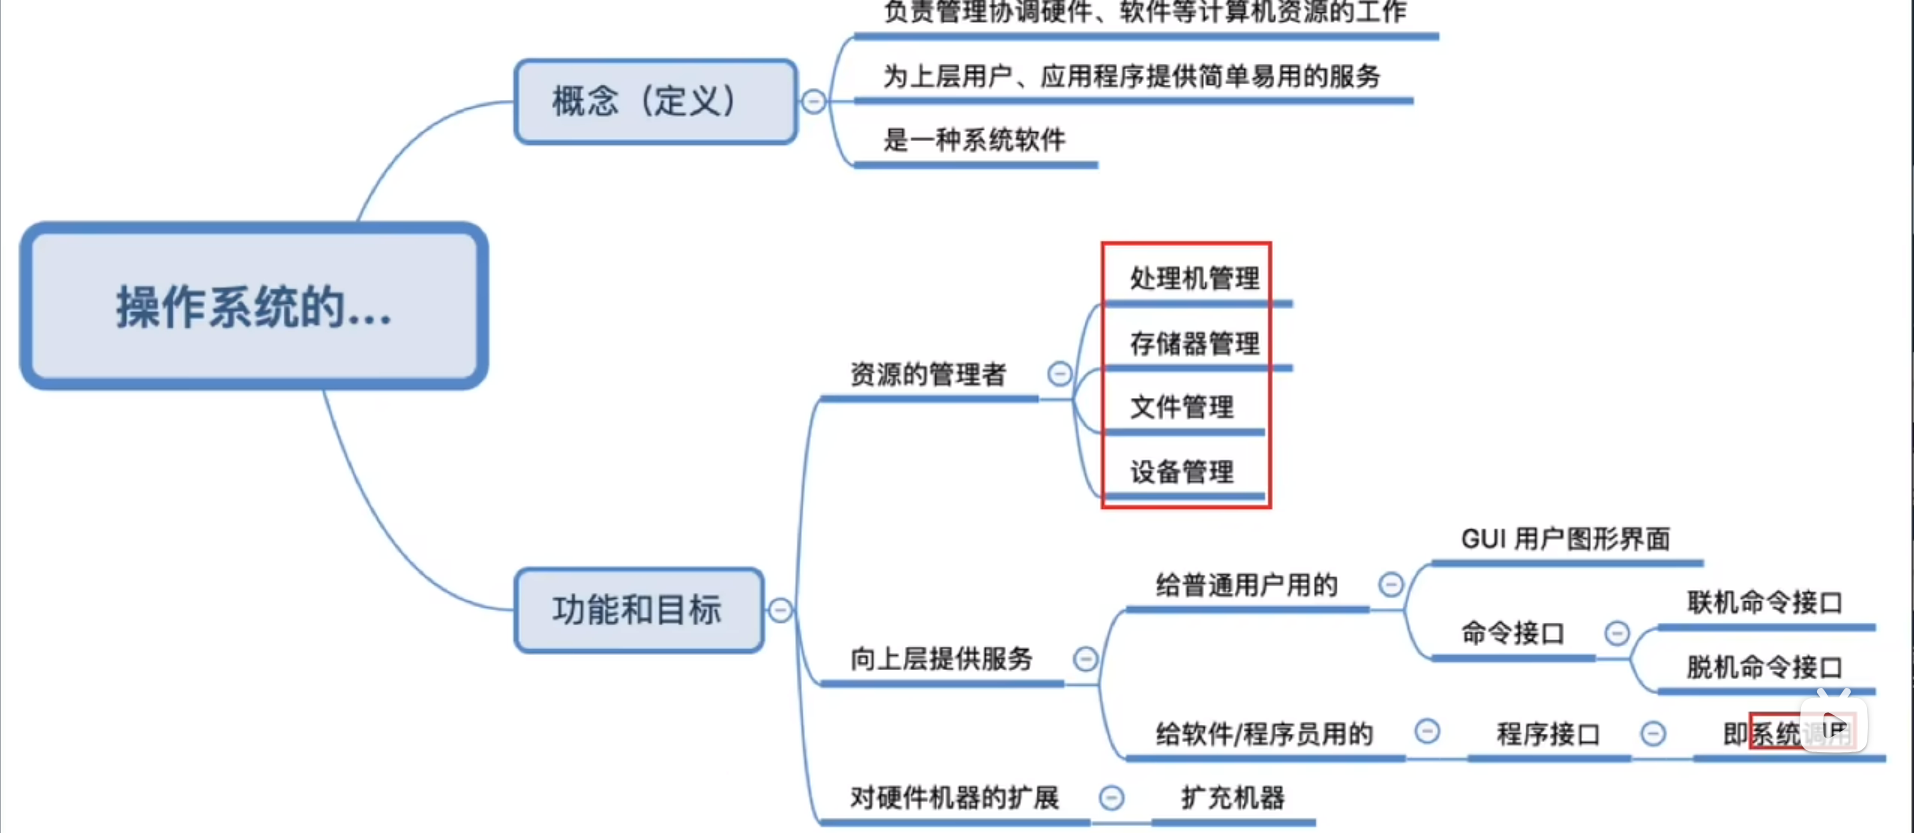 负责管理协调硬件、软件等计算机资源的工作
概念（定义）
为上层用户、应用程序提供简单易用的服务
是一种系统软件
操作系统的...
处理机管理
存储器管理
资源的管理者
文件管理
设备管理
功能和目标
GUI 用户图形界面
给普通用户用的
联机命令接口
命令接口
脱机命令接口
向上层提供服务
给软件/程序员用的
程序接口
即系统调用
对硬件机器的扩展
扩充机器